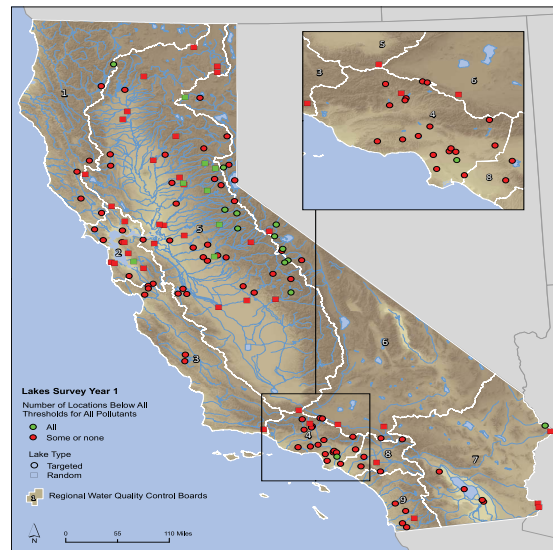 5
3
6
4
8
1
5
2
3
6
4
8
7
9
Lakes Survey Year 1
Number of Locations Below All
Thresholds for All Pollutants
All
Some or none
Lake Type
Targeted
Random
1 Regional Water Quality Control Boards
N
0 55 110 Miles